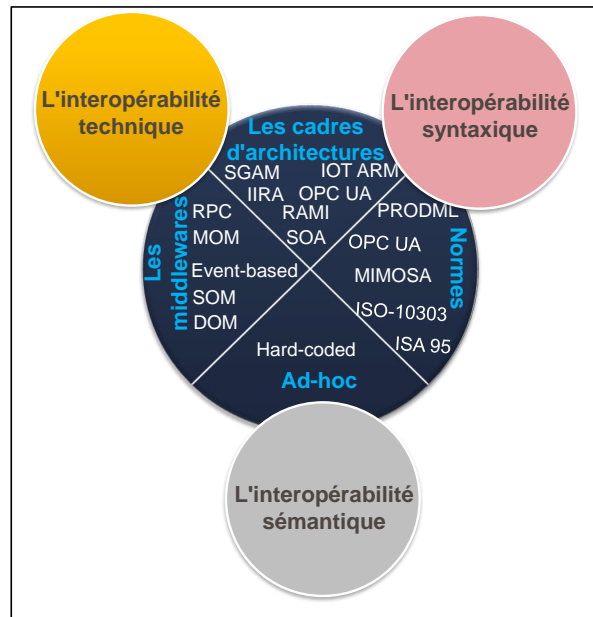 L'interopérabilité
technique
L'interopérabilité
syntaxique
Les cadres
d'architectures
SGAM
IOT ARM
IIRA
OPC UA
RAMI
SOA
Les
middlewares
RPC
MOM
Event-based
SOM
DOM
PRODML
OPC UA
MIMOSA
ISO-10303
ISA 95
Normes
Hard-coded
Ad-hoc
L'interopérabilité
sémantique